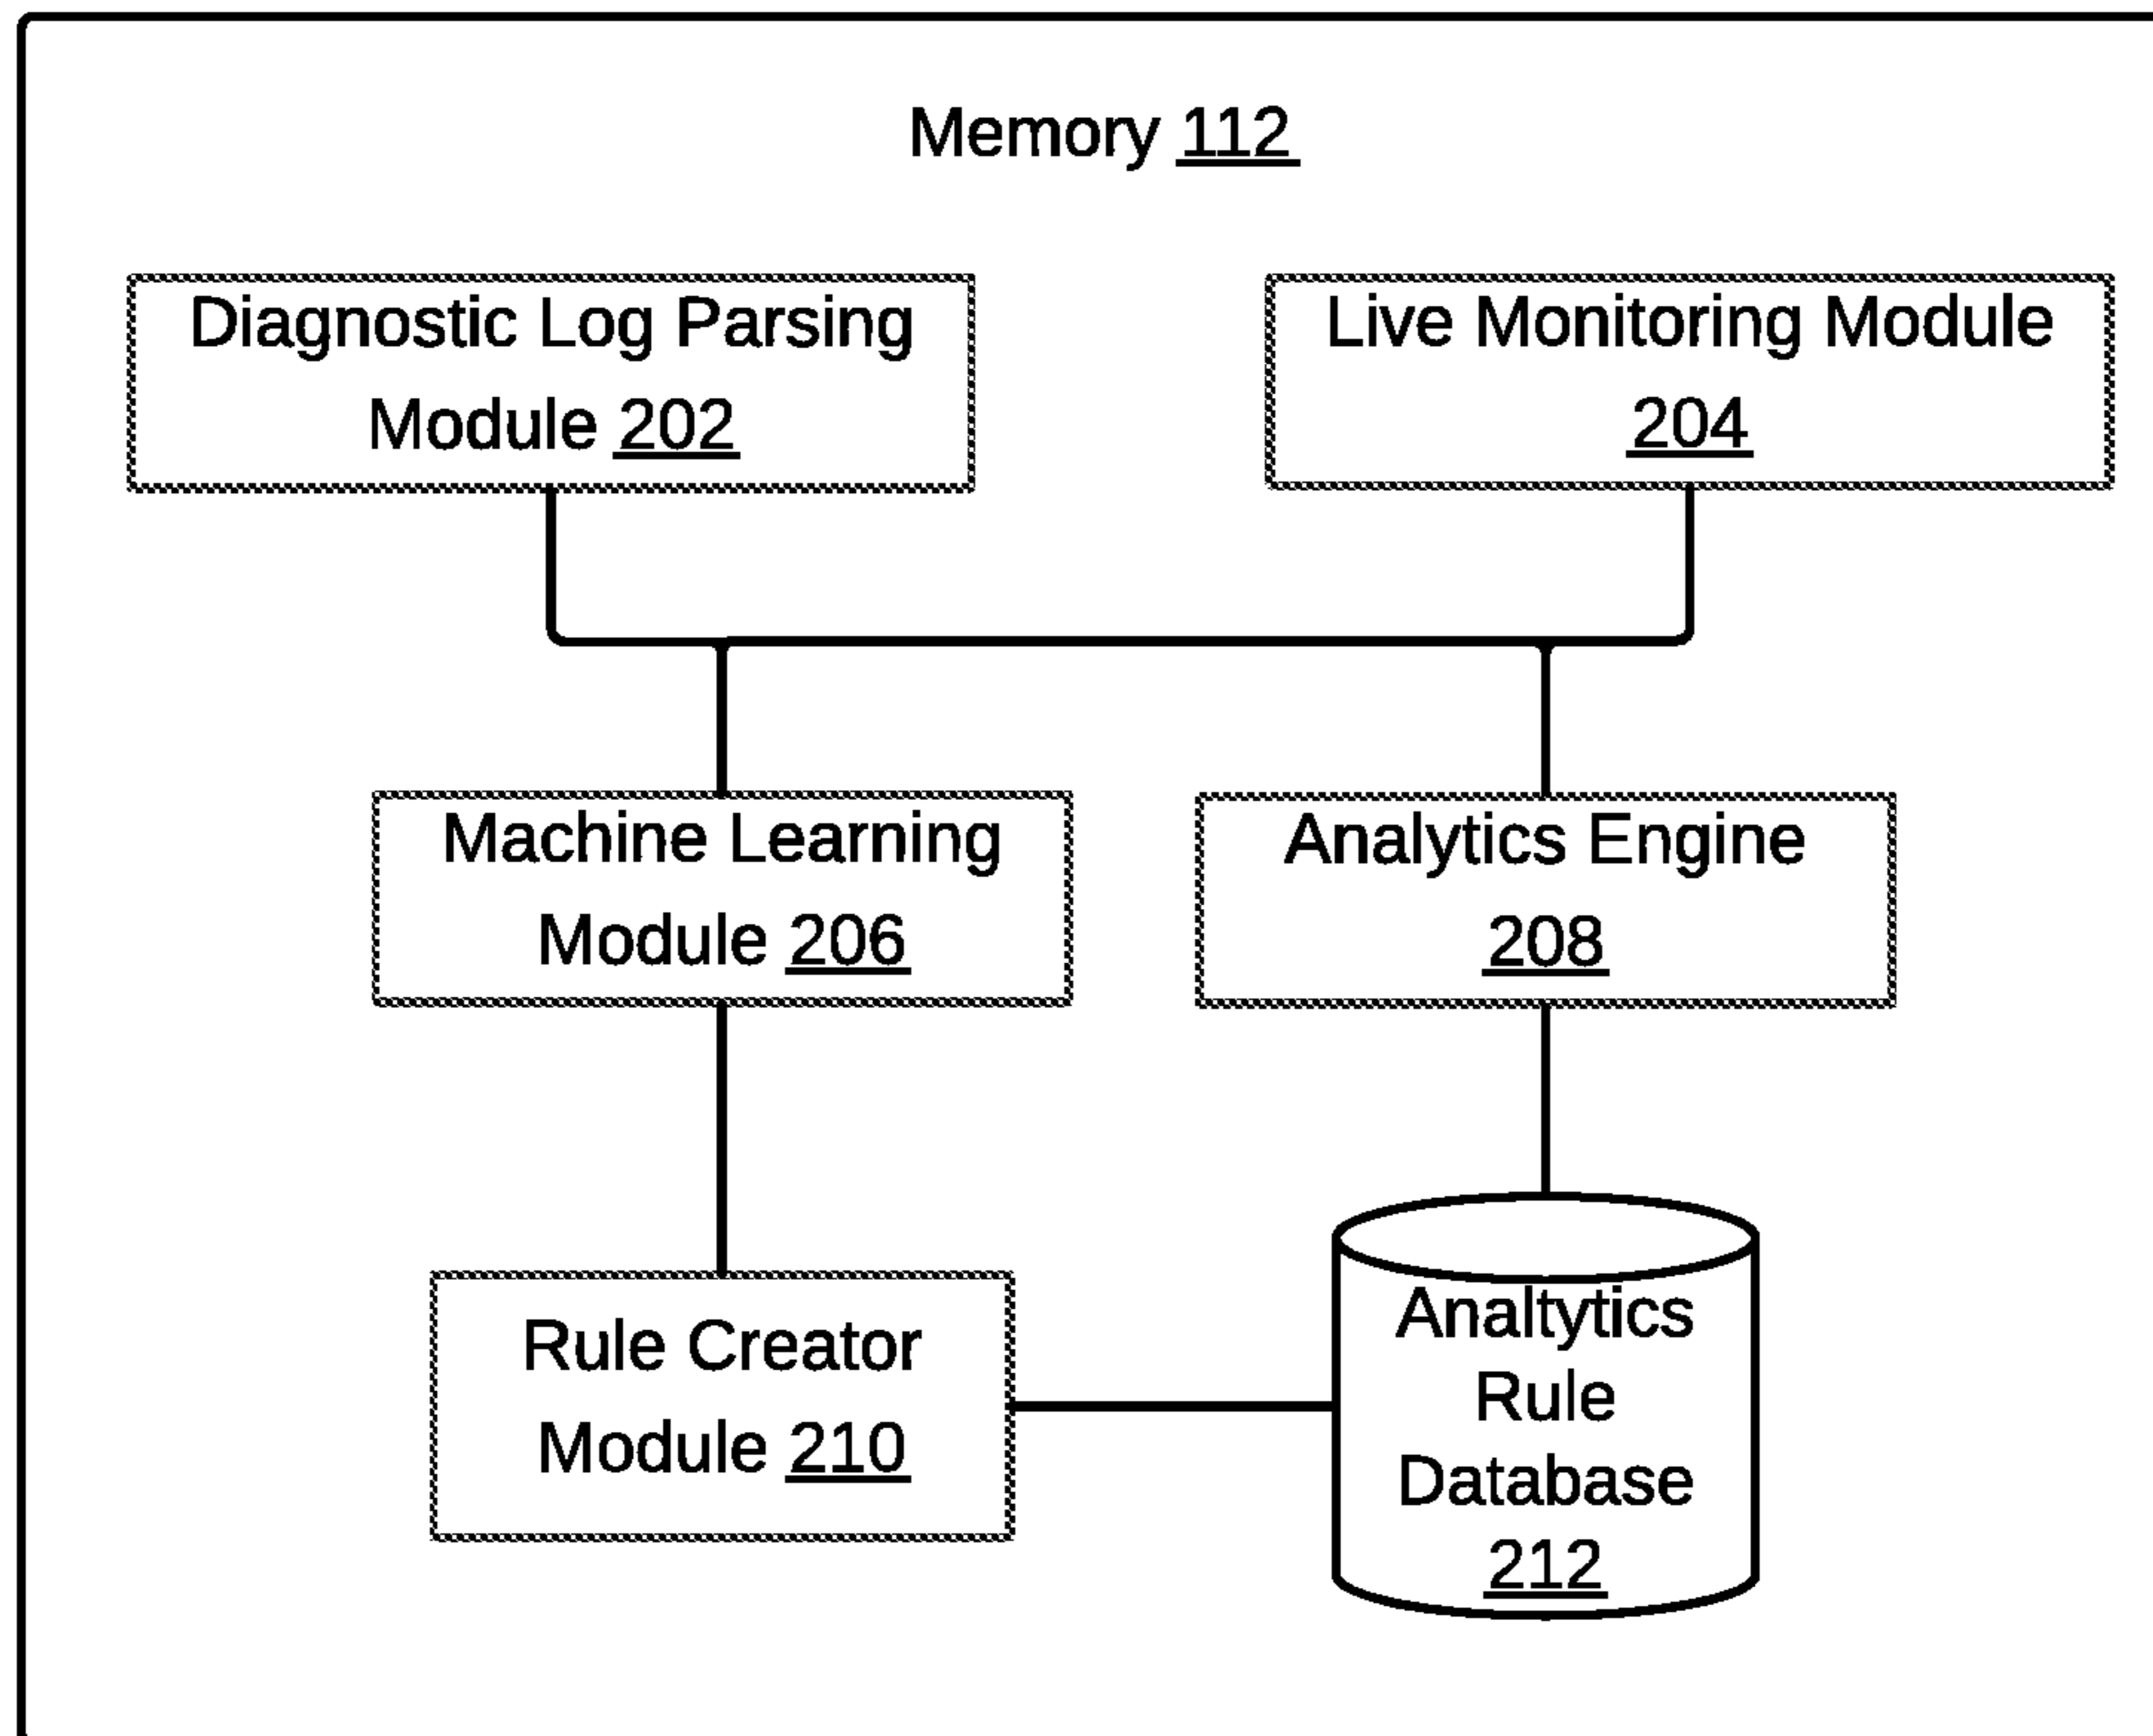 Memory 112
Diagnostic Log Parsing
Module 202
Live Monitoring Module
204
Machine Learning
Module 206
Analytics Engine
208
Rule Creator
Module 210
Analtytics
Rule
Database
212